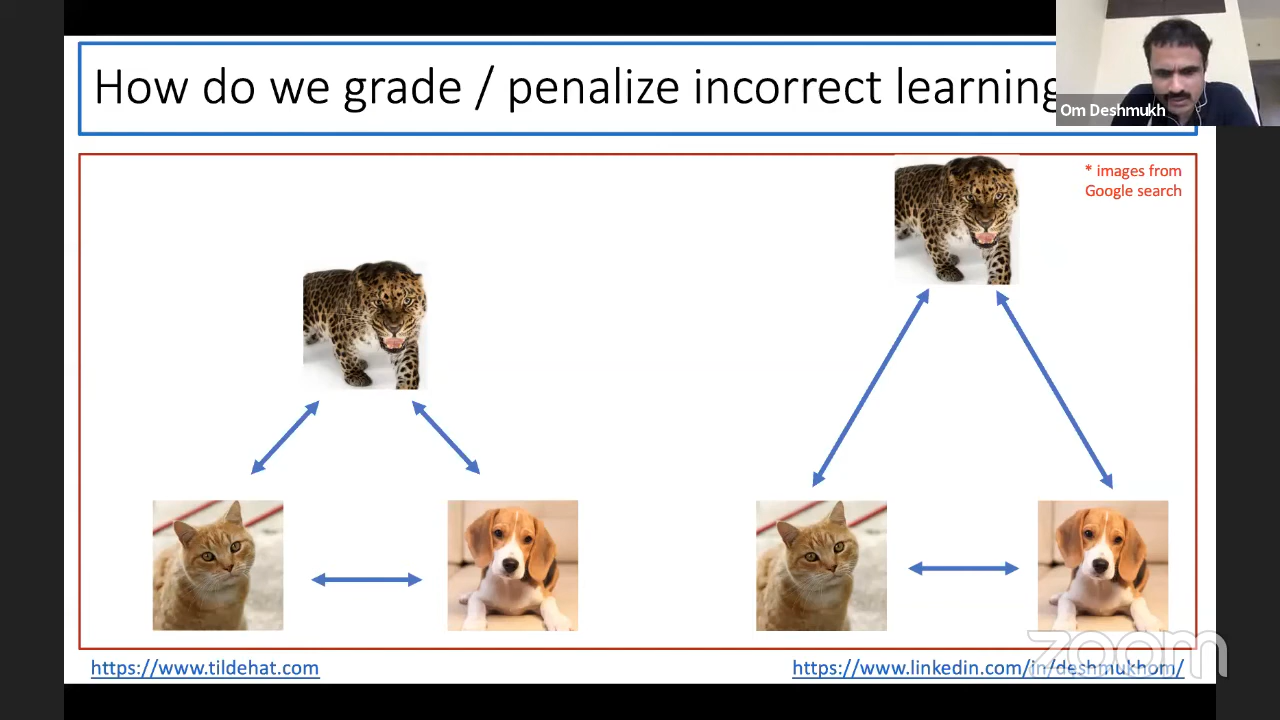 How do we grade / penalize incorrect learning
Om Deshmukh
* images from
Google search
https://www.tildehat.com
https://www.linkedin.com/in/deshmukhom/
zoom